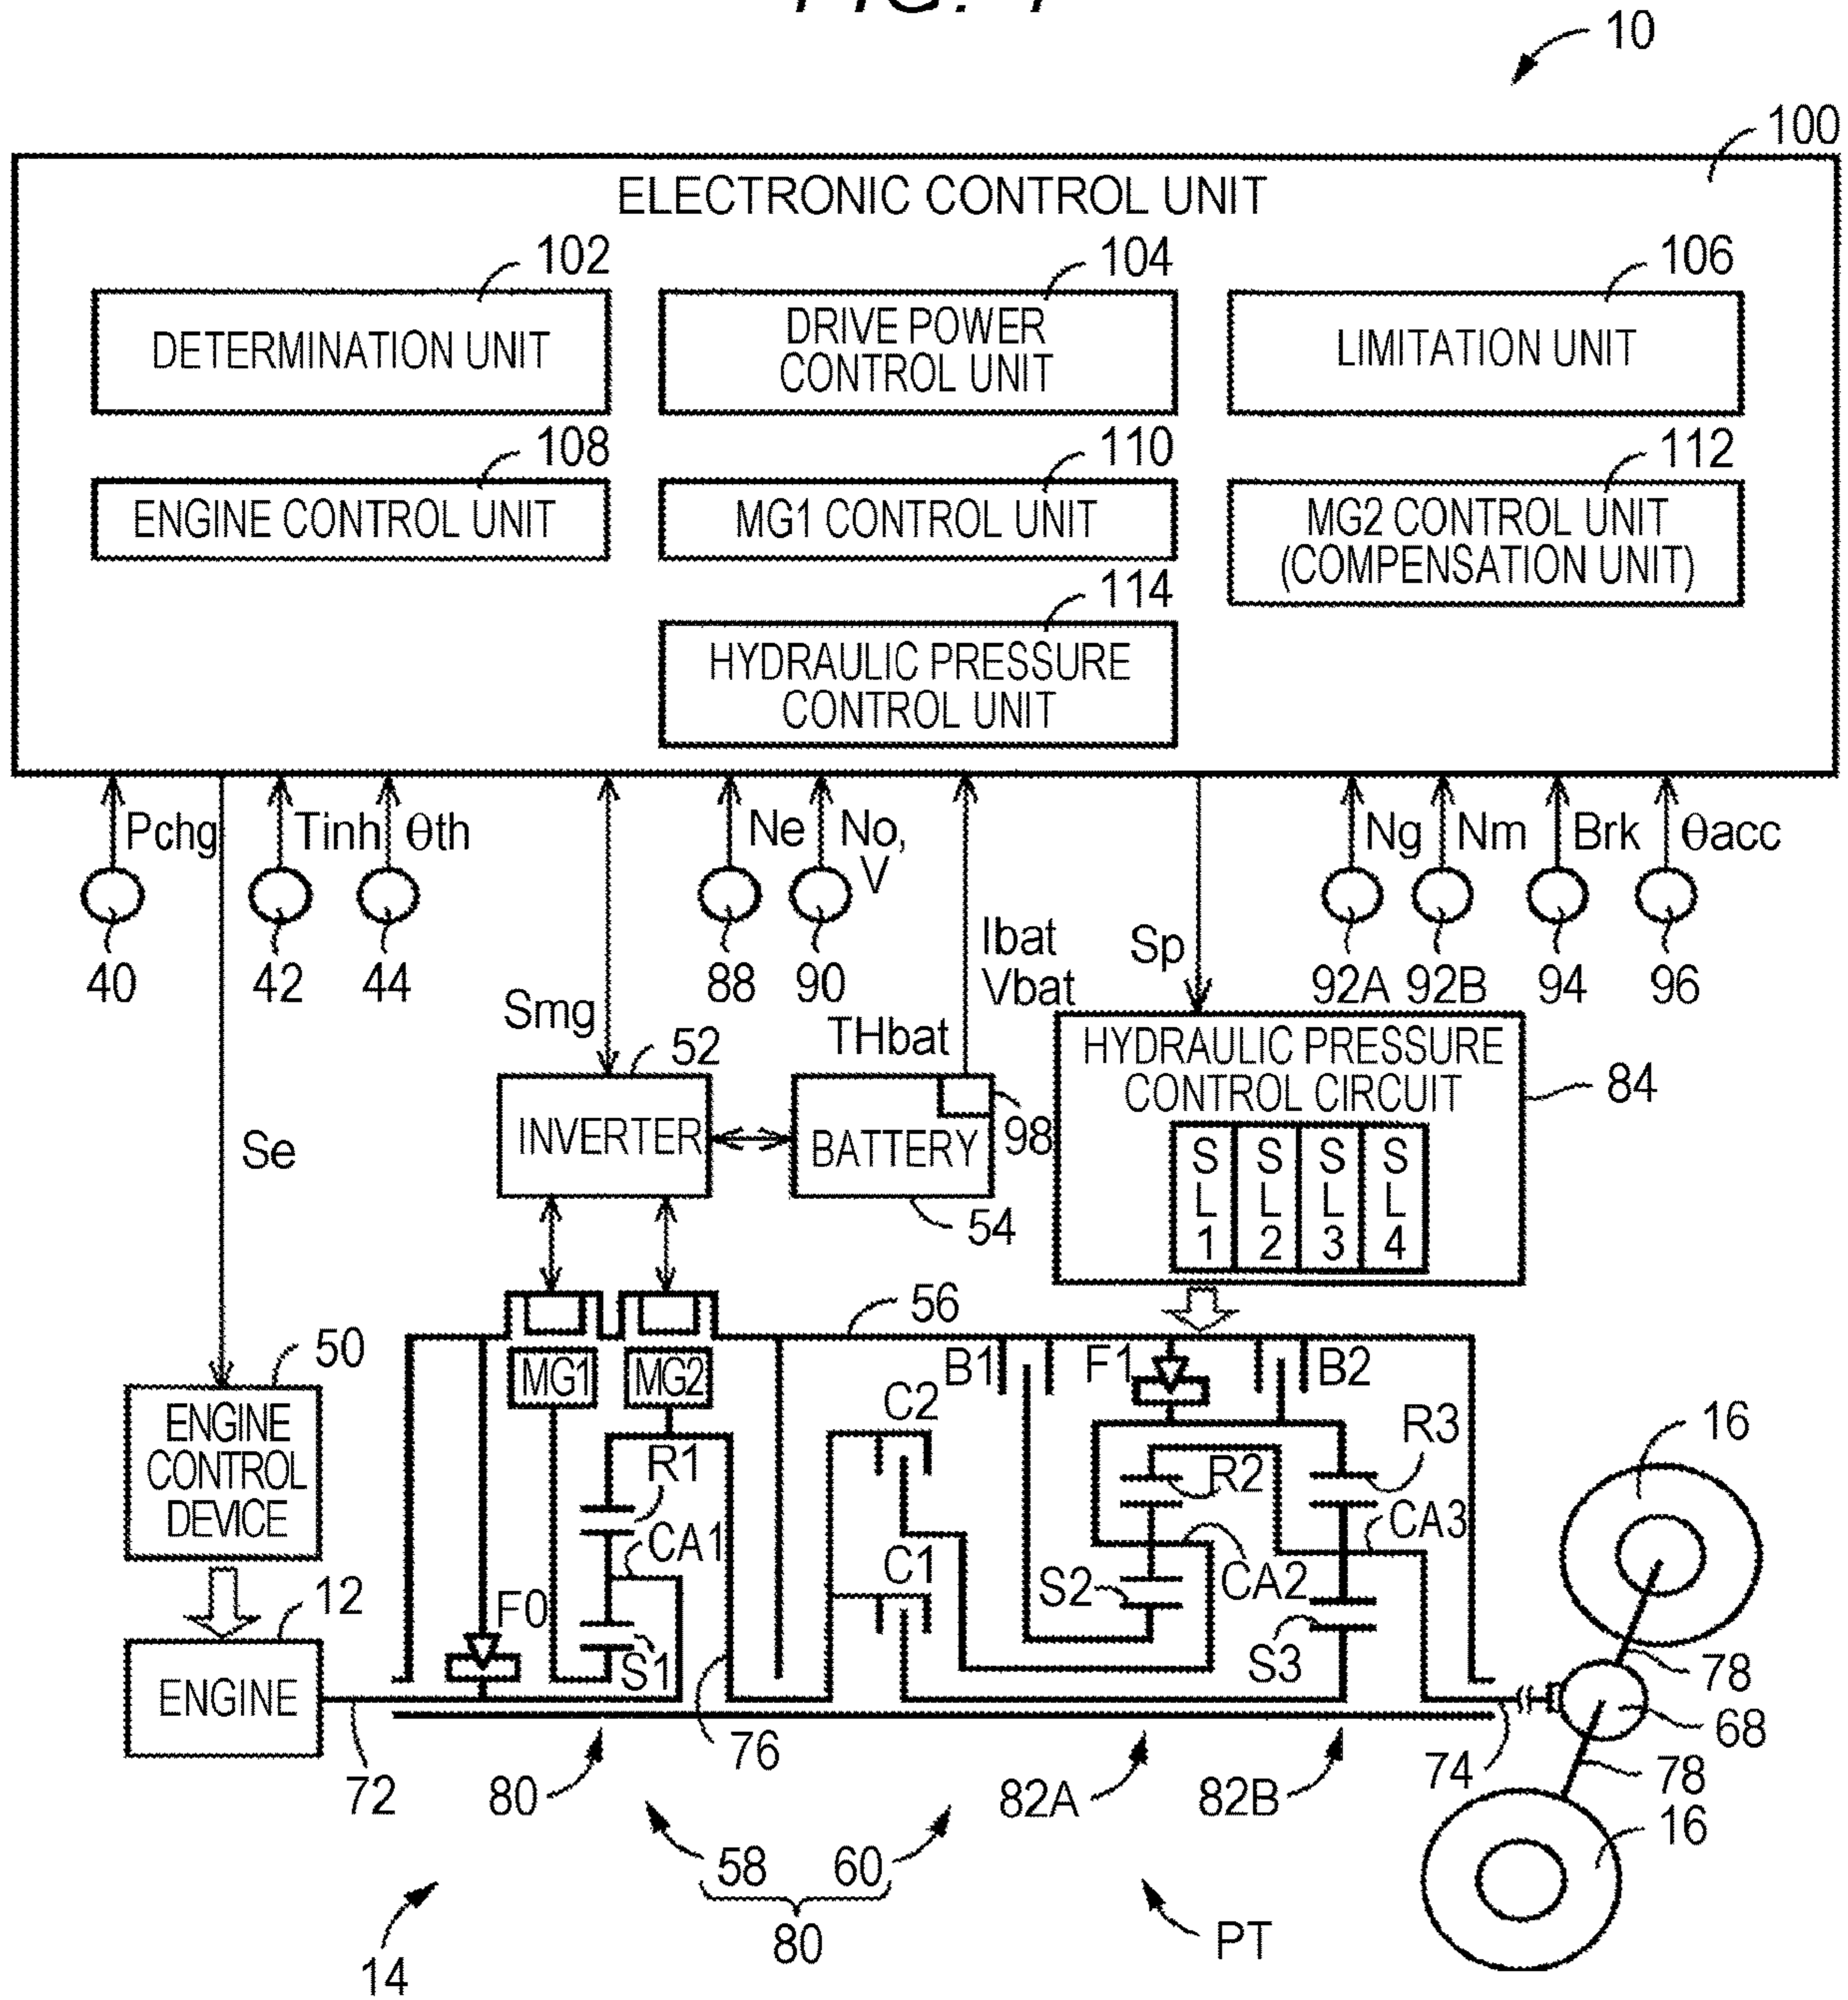 FIG. 1
10
100
ELECTRONIC CONTROL UNIT
102
104
106
DETERMINATION UNIT
DRIVE POWER
CONTROL UNIT
LIMITATION UNIT
108
110
112
ENGINE CONTROL UNIT
MG1 CONTROL UNIT
MG2 CONTROL UNIT
(COMPENSATION UNIT)
114
HYDRAULIC PRESSURE
CONTROL UNIT
Pchg
Tinh
θth
Ne
No,
V
Ng
Nm
Brk
θacc
40
42
44
88
90
Ibat
Vbat
Sp
92A
92B
94
96
Smg
THbat
52
HYDRAULIC PRESSURE
CONTROL CIRCUIT
84
INVERTER
BATTERY
98
Se
54
SL1
SL2
SL3
SL4
56
50
MG1
MG2
B1
F1
B2
ENGINE
CONTROL
DEVICE
C2
R1
R2
R3
16
CA1
CA3
C1
S2
CA2
12
F0
S1
S3
78
ENGINE
68
72
80
76
82A
82B
74
78
16
58
60
80
14
PT